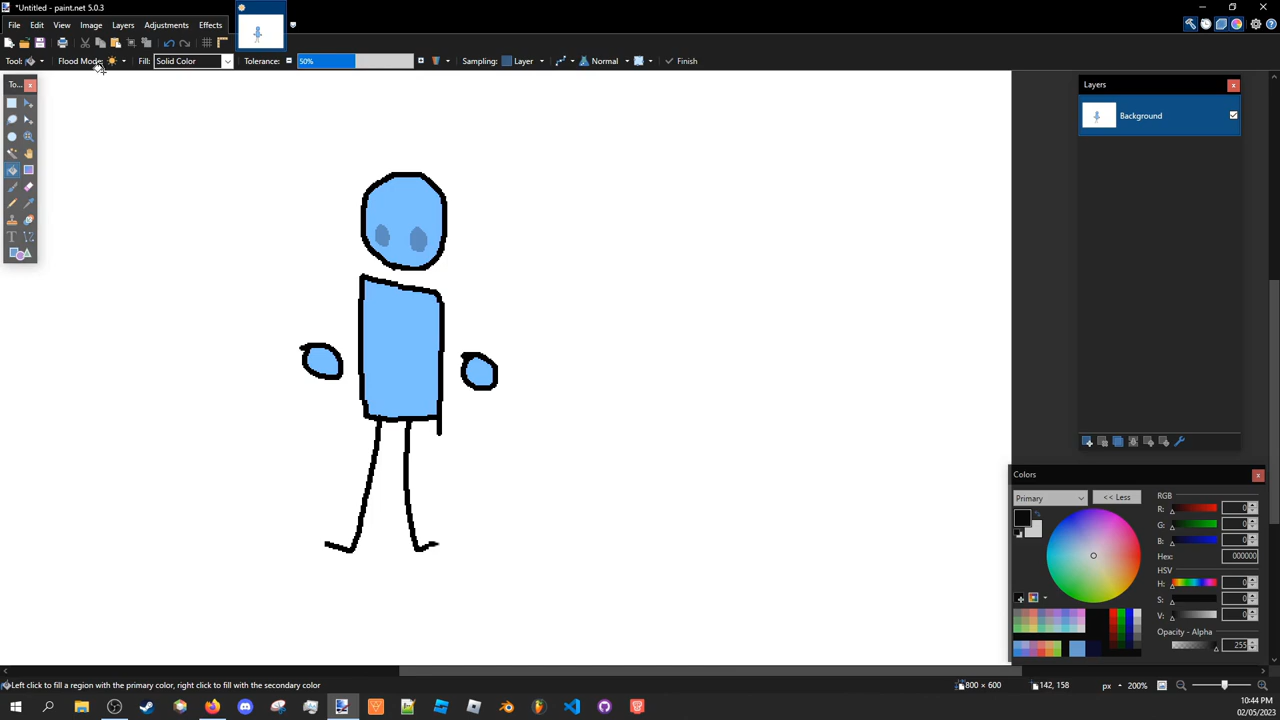 *Untitled - paint.net 5.0.3
File Edit View Image Layers Adjustments Effects
Tool: Flood Mode: Fill: Solid Color Tolerance: 50% Sampling: Layer Normal Finish
To...
Layers
Background
Colors
Primary << Less RGB
R: 0
G: 0
B: 0
Hex: 000000
HSV
H: 0
S: 0
V: 0
Opacity - Alpha
255
Left click to fill a region with the primary color, right click to fill with the secondary color 800 × 600 142, 158 px 200%
10:44 PM
02/05/2023